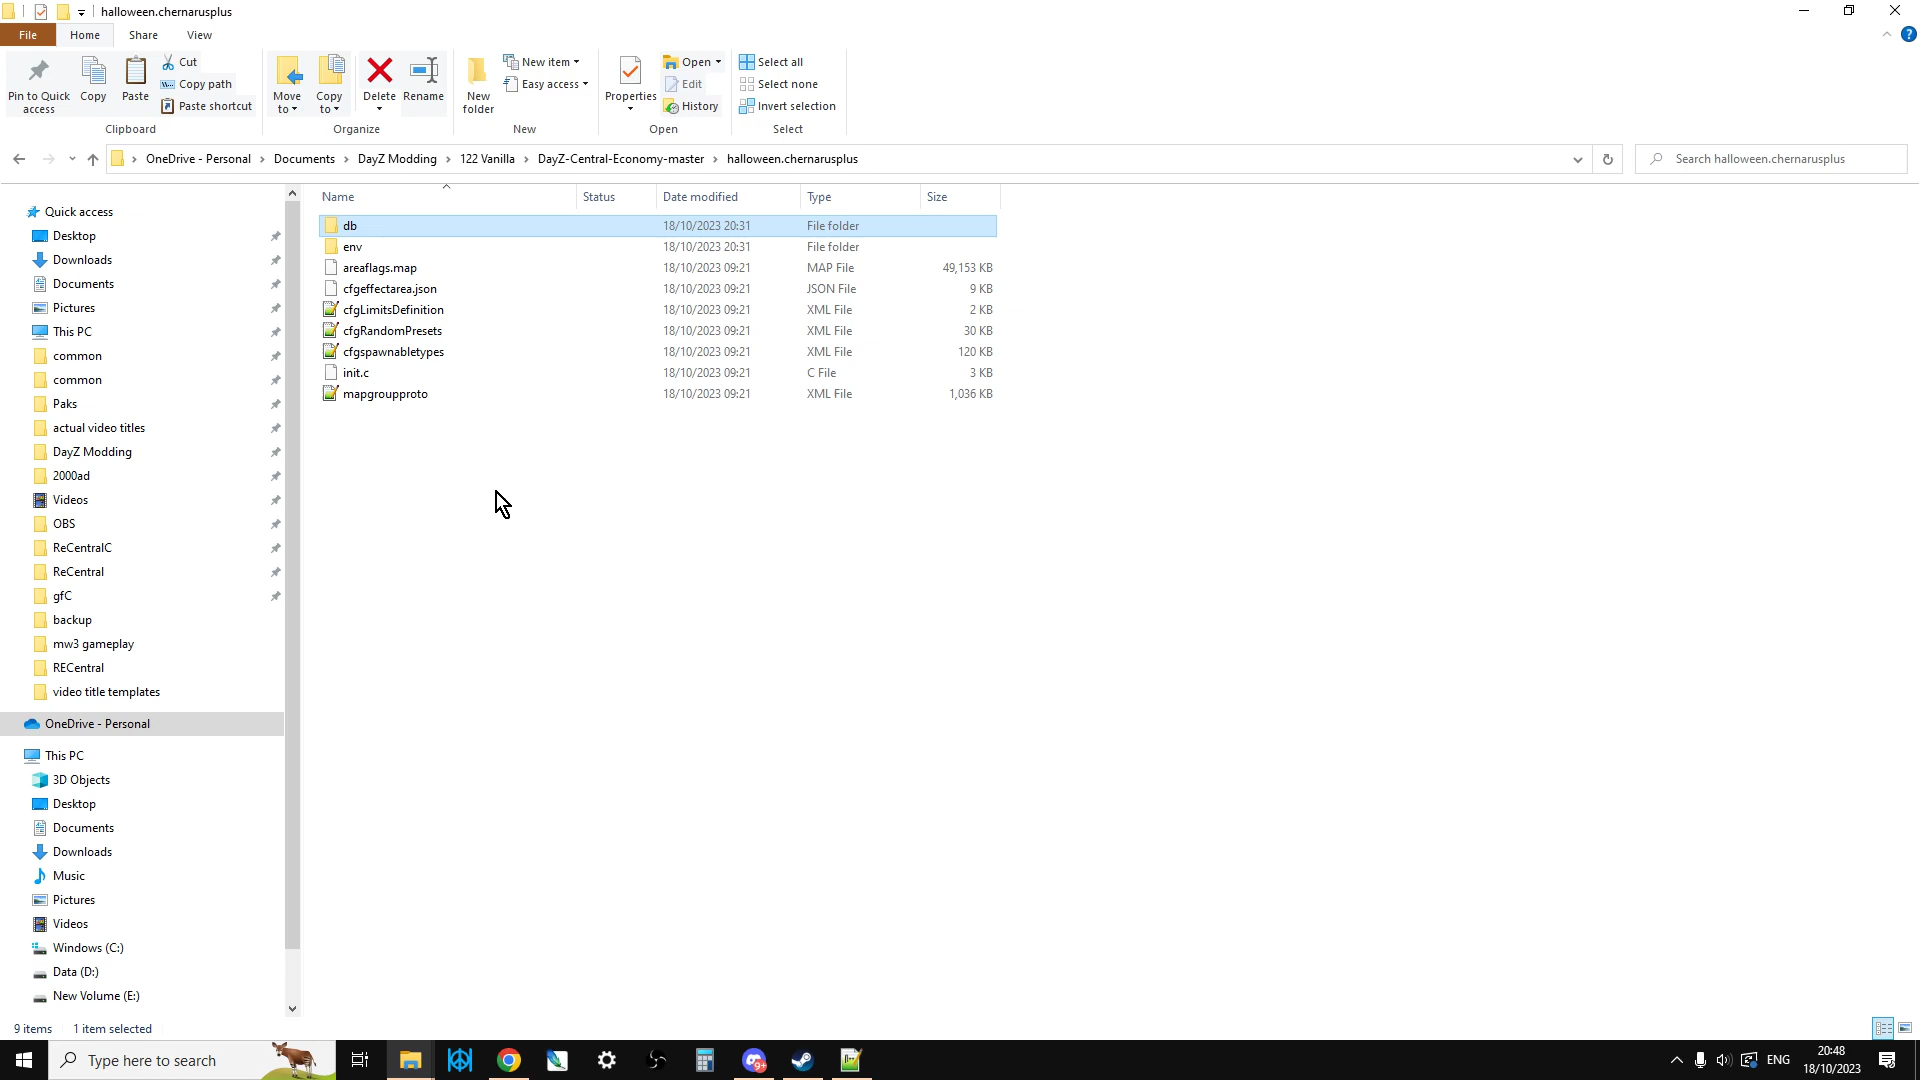 halloween.chernarusplus
File Home Share View
Pin to Quick access
Copy
Paste
Cut
Copy path
Paste shortcut
Clipboard
Move to
Copy to
Delete
Rename
Organize
New folder
New item
Easy access
New
Properties
Open
Edit
History
Open
Select all
Select none
Invert selection
Select
OneDrive - Personal > Documents > DayZ Modding > 122 Vanilla > DayZ-Central-Economy-master > halloween.chernarusplus
Search halloween.chernarusplus
Quick access
Desktop
Downloads
Documents
Pictures
This PC
common
common
Paks
actual video titles
DayZ Modding
2000ad
Videos
OBS
ReCentralC
ReCentral
gfC
backup
mw3 gameplay
RECentral
video title templates
OneDrive - Personal
This PC
3D Objects
Desktop
Documents
Downloads
Music
Pictures
Videos
Windows (C:)
Data (D:)
New Volume (E:)
Name Status Date modified Type Size
db 18/10/2023 20:31 File folder
env 18/10/2023 20:31 File folder
areaflags.map 18/10/2023 09:21 MAP File 49,153 KB
cfgeffectarea.json 18/10/2023 09:21 JSON File 9 KB
cfgLimitsDefinition 18/10/2023 09:21 XML File 2 KB
cfgRandomPresets 18/10/2023 09:21 XML File 30 KB
cfgspawnabletypes 18/10/2023 09:21 XML File 120 KB
init.c 18/10/2023 09:21 C File 3 KB
mapgroupproto 18/10/2023 09:21 XML File 1,036 KB
9 items 1 item selected
Type here to search
9+
ENG
20:48
18/10/2023